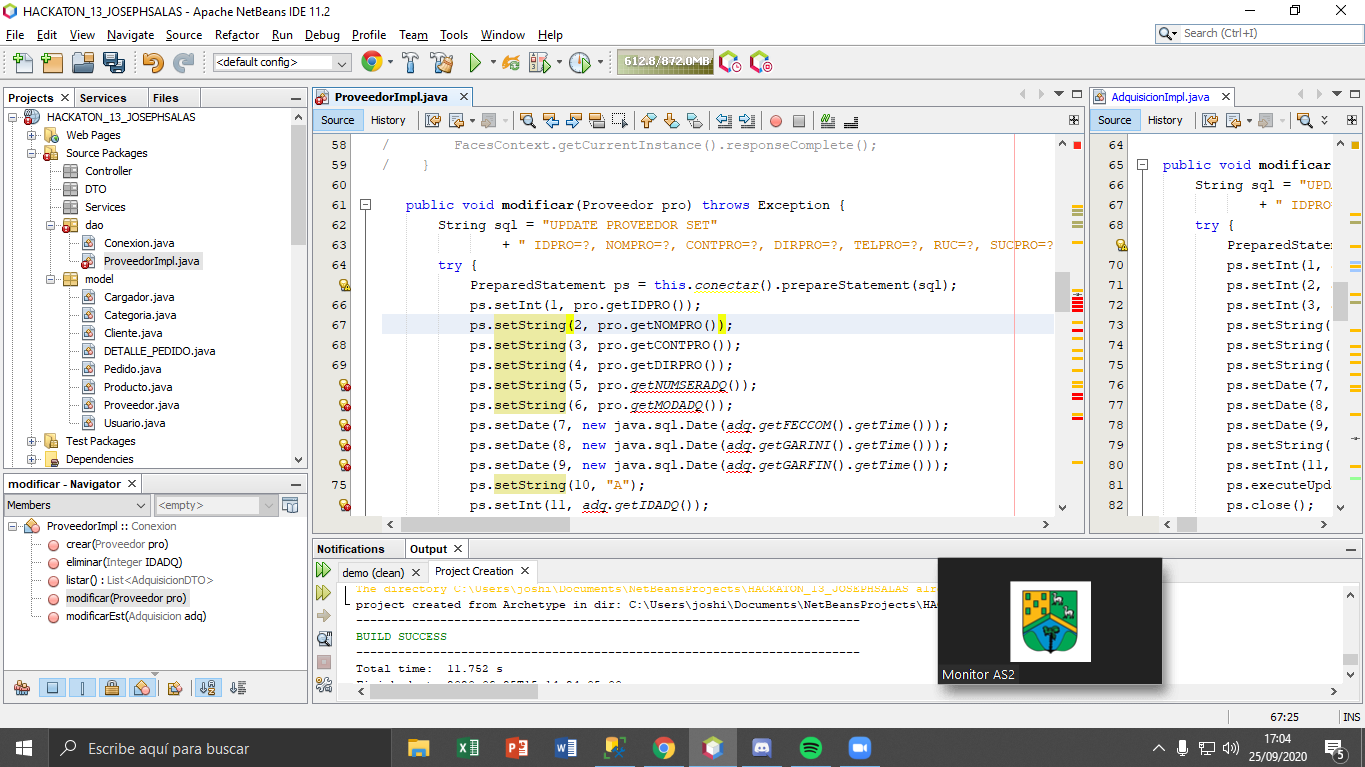 HACKATON_13_JOSEPHSALAS - Apache NetBeans IDE 11.2
File Edit View Navigate Source Refactor Run Debug Profile Team Tools Window Help
Search (Ctrl+I)
<default config>
612.8/872.0MB
Projects Services Files
HACKATON_13_JOSEPHSALAS
Web Pages
Source Packages
Controller
DTO
Services
dao
Conexion.java
ProveedorImpl.java
model
Cargador.java
Categoria.java
Cliente.java
DETALLE_PEDIDO.java
Pedido.java
Producto.java
Proveedor.java
Usuario.java
Test Packages
Dependencies
modificar - Navigator
Members
<empty>
ProveedorImpl :: Conexion
crear(Proveedor pro)
eliminar(Integer IDADQ)
listar() : List<AdquisicionDTO>
modificar(Proveedor pro)
modificarEst(Adquisicion adq)
ProveedorImpl.java
Source History
58 / FacesContext.getCurrentInstance().responseComplete();
59 / }
60
61 public void modificar(Proveedor pro) throws Exception {
62 String sql = "UPDATE PROVEEDOR SET"
63 + " IDPRO=?, NOMPRO=?, CONTPRO=?, DIRPRO=?, TELPRO=?, RUC=?, SUCPRO=?
64 try {
PreparedStatement ps = this.conectar().prepareStatement(sql);
66 ps.setInt(1, pro.getIDPRO());
67 ps.setString(2, pro.getNOMPRO());
68 ps.setString(3, pro.getCONTPRO());
69 ps.setString(4, pro.getDIRPRO());
ps.setString(5, pro.getNUMSERADQ());
ps.setString(6, pro.getMODADQ());
ps.setDate(7, new java.sql.Date(adq.getFECCOM().getTime()));
ps.setDate(8, new java.sql.Date(adq.getGARINI().getTime()));
ps.setDate(9, new java.sql.Date(adq.getGARFIN().getTime()));
75 ps.setString(10, "A");
ps.setInt(11, adq.getIDADQ());
AdquisicionImpl.java
Source History
64
65 public void modificar
66 String sql = "UPD
67 + " IDPRO
68 try {
PreparedStatem
70 ps.setInt(1,
71 ps.setInt(2,
72 ps.setInt(3,
73 ps.setString(
74 ps.setString(
75 ps.setString(
76 ps.setDate(7,
77 ps.setDate(8,
78 ps.setDate(9,
79 ps.setString(
80 ps.setInt(11,
81 ps.executeUpd
82 ps.close();
Notifications Output
demo (clean) Project Creation
The directory C:\Users\joshi\Documents\NetBeansProjects\HACKATON_13_JOSEPHSALAS alr
project created from Archetype in dir: C:\Users\joshi\Documents\NetBeansProjects\HA
------------------------------------------------------------------------
BUILD SUCCESS
------------------------------------------------------------------------
Total time: 11.752 s
Monitor AS2
67:25 INS
Escribe aquí para buscar
17:04
25/09/2020
5